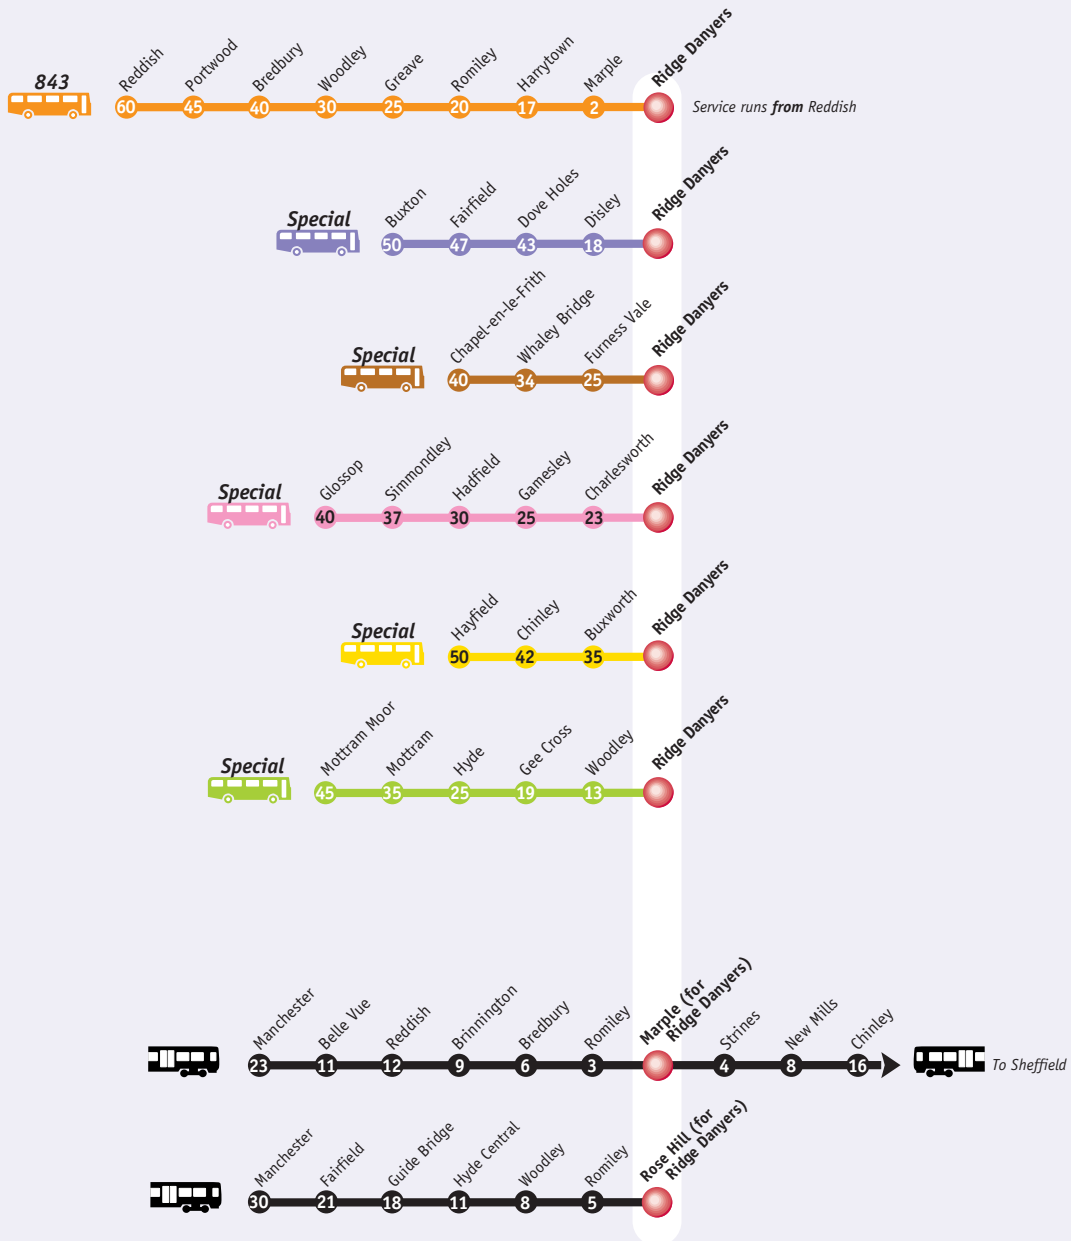 843
Reddish
Portwood
Bredbury
Woodley
Greave
Romiley
Harrytown
Marple
Ridge Danyers
60
45
40
30
25
20
17
2
Service runs from Reddish
Special
Buxton
Fairfield
Dove Holes
Disley
Ridge Danyers
50
47
43
18
Special
Chapel-en-le-Frith
Whaley Bridge
Furness Vale
Ridge Danyers
40
34
25
Special
Glossop
Simmondley
Hadfield
Gamesley
Charlesworth
Ridge Danyers
40
37
30
25
23
Special
Hayfield
Chinley
Buxworth
Ridge Danyers
50
42
35
Special
Mottram Moor
Mottram
Hyde
Gee Cross
Woodley
Ridge Danyers
45
35
25
19
13
Manchester
Belle Vue
Reddish
Brinnington
Bredbury
Romiley
Marple (for
Ridge Danyers)
Strines
New Mills
Chinley
23
11
12
9
6
3
4
8
16
To Sheffield
Manchester
Fairfield
Guide Bridge
Hyde Central
Woodley
Romiley
Rose Hill (for
Ridge Danyers)
30
21
18
11
8
5